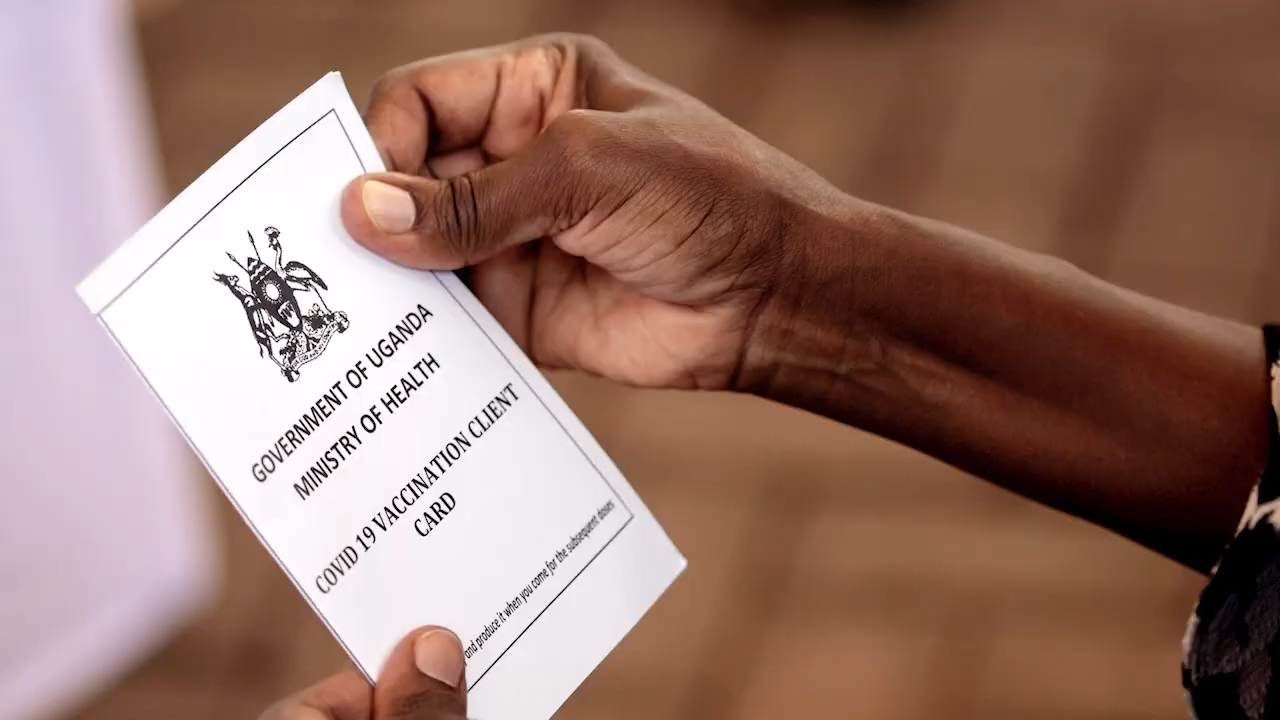 GOVERNMENT OF UGANDA
MINISTRY OF HEALTH
COVID 19 VACCINATION CLIENT
CARD
and produce it when you come for the subsequent doses